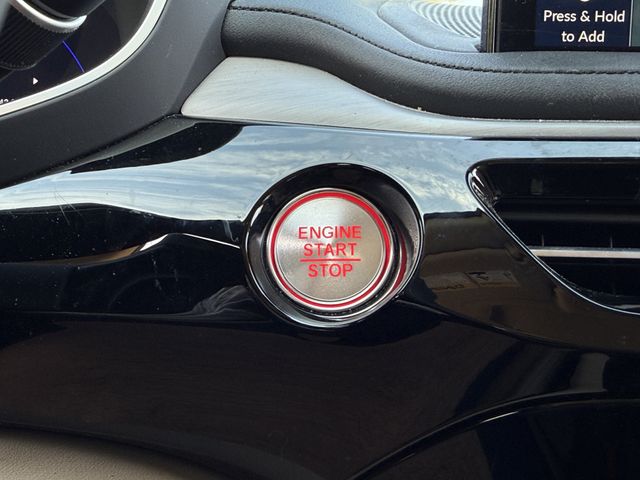 Press & Hold
to Add
ENGINE
START
STOP